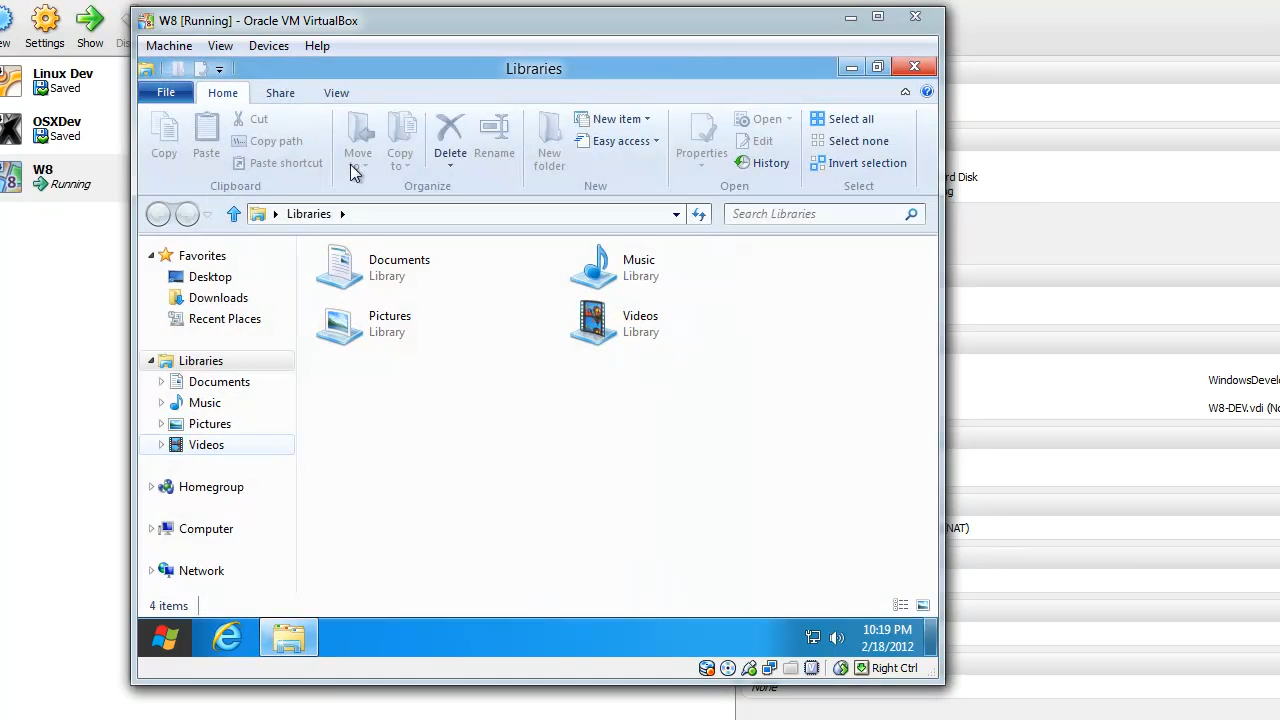 W8 [Running] - Oracle VM VirtualBox
Settings
Show
Machine View Devices Help
Libraries
Linux Dev
Saved
OSXDev
Saved
W8
Running
File Home Share View
Copy
Paste
Cut
Copy path
Paste shortcut
Clipboard
Move
Copy to
Delete
Rename
Organize
New folder
New item
Easy access
New
Properties
Open
Edit
History
Open
Select all
Select none
Invert selection
Select
Libraries
Search Libraries
Favorites
Desktop
Downloads
Recent Places
Libraries
Documents
Music
Pictures
Videos
Homegroup
Computer
Network
Documents
Library
Music
Library
Pictures
Library
Videos
Library
4 items
10:19 PM
2/18/2012
Right Ctrl
rd Disk
WindowsDevel
W8-DEV.vdi (No
(NAT)
None